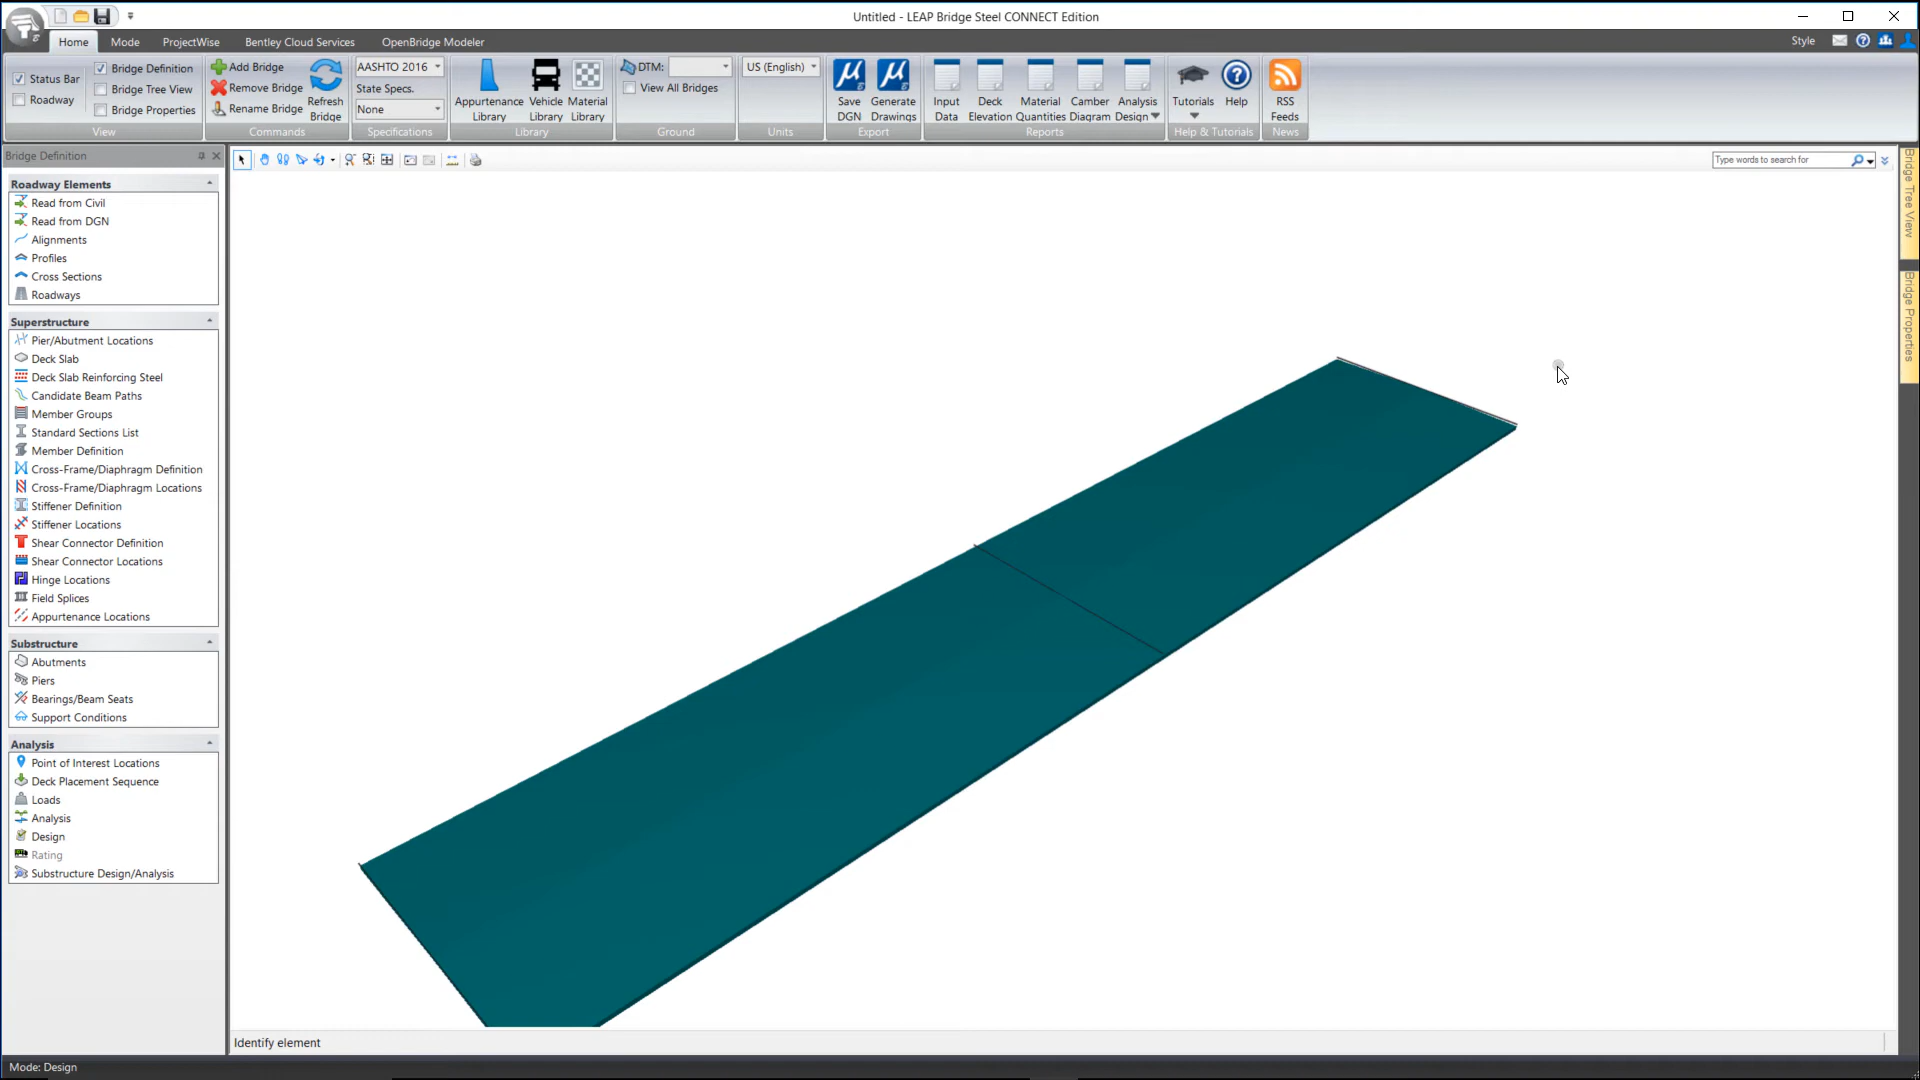 Untitled - LEAP Bridge Steel CONNECT Edition
Home Mode ProjectWise Bentley Cloud Services OpenBridge Modeler Style
Status Bar
Roadway
Bridge Definition
Bridge Tree View
Bridge Properties
View
Add Bridge
Remove Bridge
Rename Bridge
Refresh
Bridge
Commands
AASHTO 2016
State Specs.
None
Specifications
Appurtenance
Library
Vehicle
Library
Material
Library
Library
DTM:
View All Bridges
Ground
US (English)
Units
Save
DGN
Generate
Drawings
Export
Input
Data
Deck
Elevation
Material
Quantities
Camber
Diagram
Analysis
Design
Reports
Tutorials
Help
Help & Tutorials
RSS
Feeds
News
Bridge Definition
Type words to search for
Roadway Elements
Read from Civil
Read from DGN
Alignments
Profiles
Cross Sections
Roadways
Superstructure
Pier/Abutment Locations
Deck Slab
Deck Slab Reinforcing Steel
Candidate Beam Paths
Member Groups
Standard Sections List
Member Definition
Cross-Frame/Diaphragm Definition
Cross-Frame/Diaphragm Locations
Stiffener Definition
Stiffener Locations
Shear Connector Definition
Shear Connector Locations
Hinge Locations
Field Splices
Appurtenance Locations
Substructure
Abutments
Piers
Bearings/Beam Seats
Support Conditions
Analysis
Point of Interest Locations
Deck Placement Sequence
Loads
Analysis
Design
Rating
Substructure Design/Analysis
Bridge Tree View
Bridge Properties
Identify element
Mode: Design